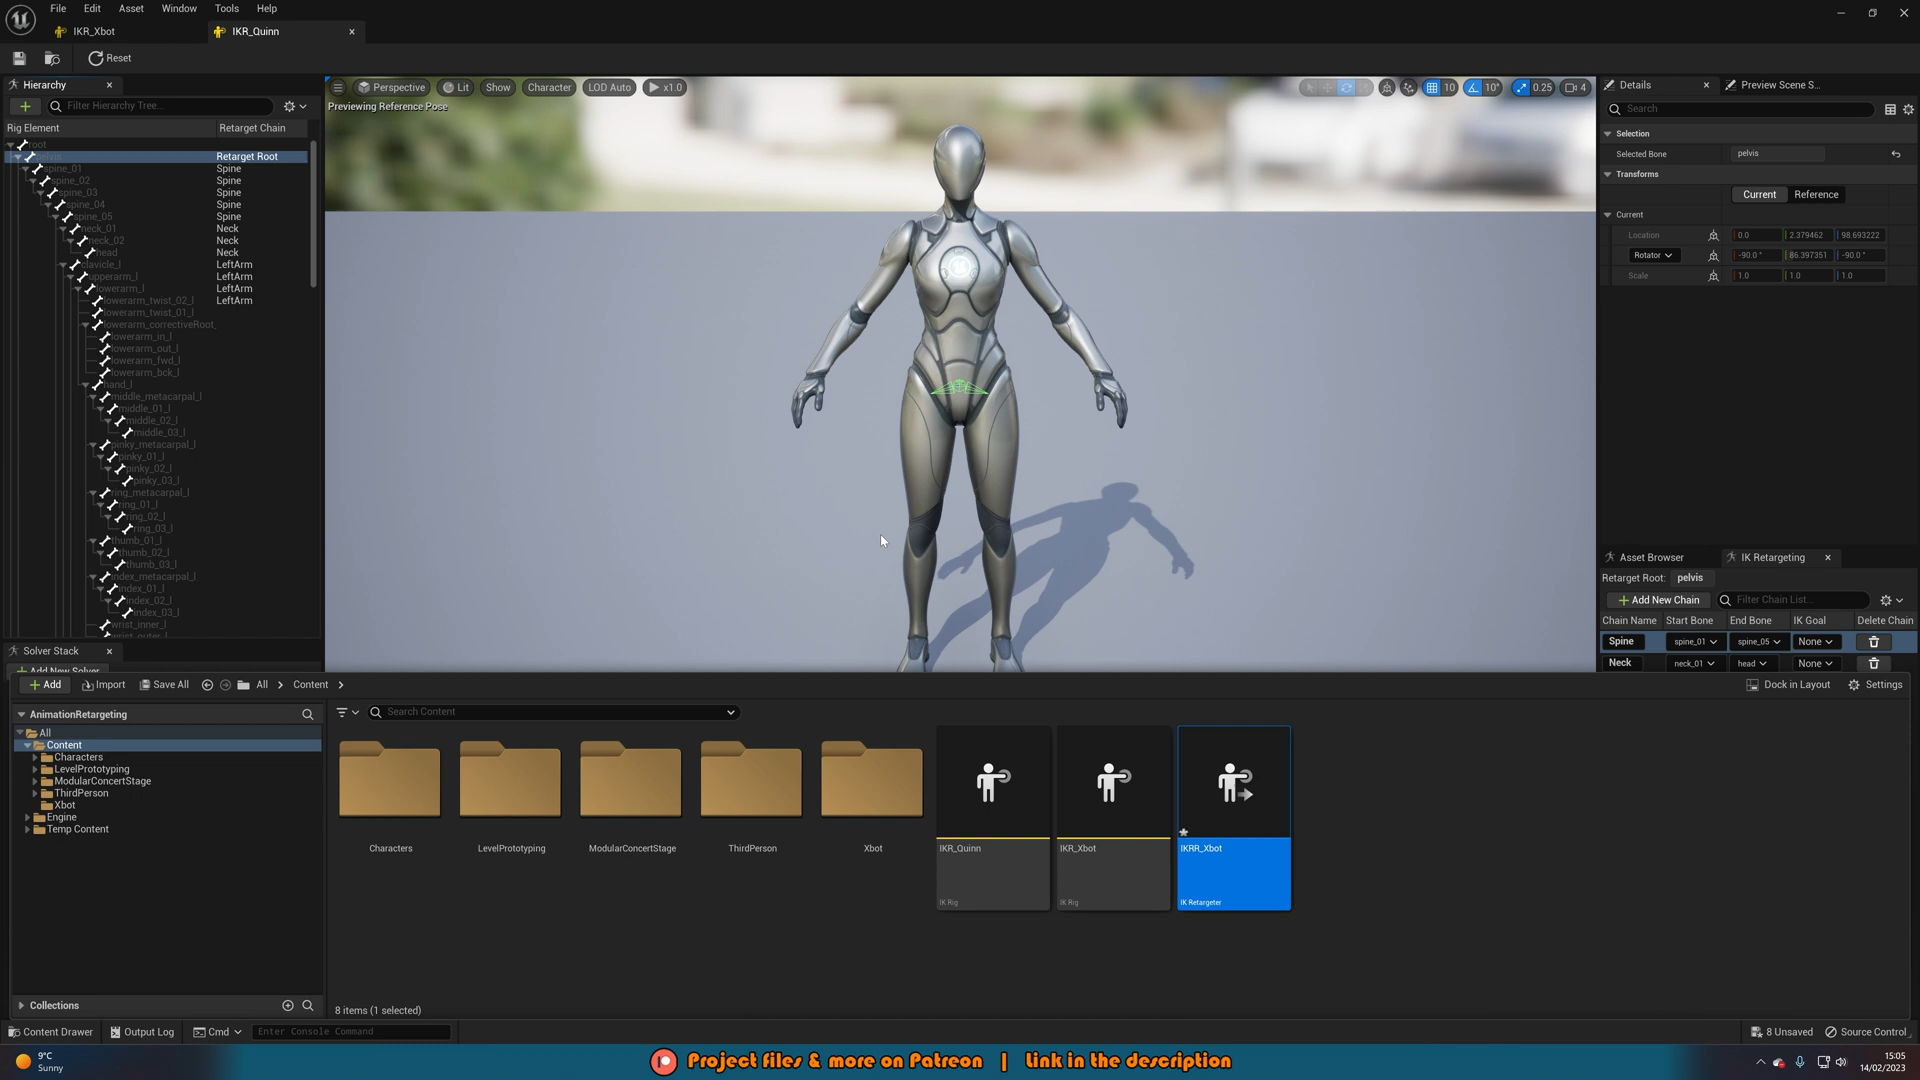 File Edit Asset Window Tools Help
IKR_Xbot IKR_Quinn
Reset
Hierarchy
Filter Hierarchy Tree...
Rig Element Retarget Chain
root
pelvis Retarget Root
spine_01 Spine
spine_02 Spine
spine_03 Spine
spine_04 Spine
spine_05 Spine
neck_01 Neck
neck_02 Neck
head Neck
clavicle_l LeftArm
upperarm_l LeftArm
lowerarm_l LeftArm
lowerarm_twist_02_l LeftArm
lowerarm_twist_01_l
lowerarm_correctiveRoot_
lowerarm_in_l
lowerarm_out_l
lowerarm_fwd_l
lowerarm_bck_l
hand_l
middle_metacarpal_l
middle_01_l
middle_02_l
middle_03_l
pinky_metacarpal_l
pinky_01_l
pinky_02_l
pinky_03_l
ring_metacarpal_l
ring_01_l
ring_02_l
ring_03_l
thumb_01_l
thumb_02_l
thumb_03_l
index_metacarpal_l
index_01_l
index_02_l
index_03_l
wrist_inner_l
wrist_outer_l
Solver Stack
Add New Solver
Perspective Lit Show Character LOD Auto x1.0
10 10° 0.25 4
Previewing Reference Pose
Details Preview Scene S...
Search
Selection
Selected Bone pelvis
Transforms
Current Reference
Current
Location 0.0 2.379462 98.693222
Rotator -90.0 ° 86.397351 -90.0 °
Scale 1.0 1.0 1.0
Asset Browser IK Retargeting
Retarget Root: pelvis
Add New Chain Filter Chain List...
Chain Name Start Bone End Bone IK Goal Delete Chain
Spine spine_01 spine_05 None
Neck neck_01 head None
Add Import Save All All Content
Dock in Layout Settings
AnimationRetargeting
All
Content
Characters
LevelPrototyping
ModularConcertStage
ThirdPerson
Xbot
Engine
Temp Content
Collections
Search Content
Characters LevelPrototyping ModularConcertStage ThirdPerson Xbot IKR_Quinn IKR_Xbot IKRR_Xbot
IK Rig IK Rig IK Retargeter
8 items (1 selected)
Content Drawer Output Log Cmd Enter Console Command
8 Unsaved Source Control
9°C
Sunny
Project files & more on Patreon | Link in the description
15:05
14/02/2023